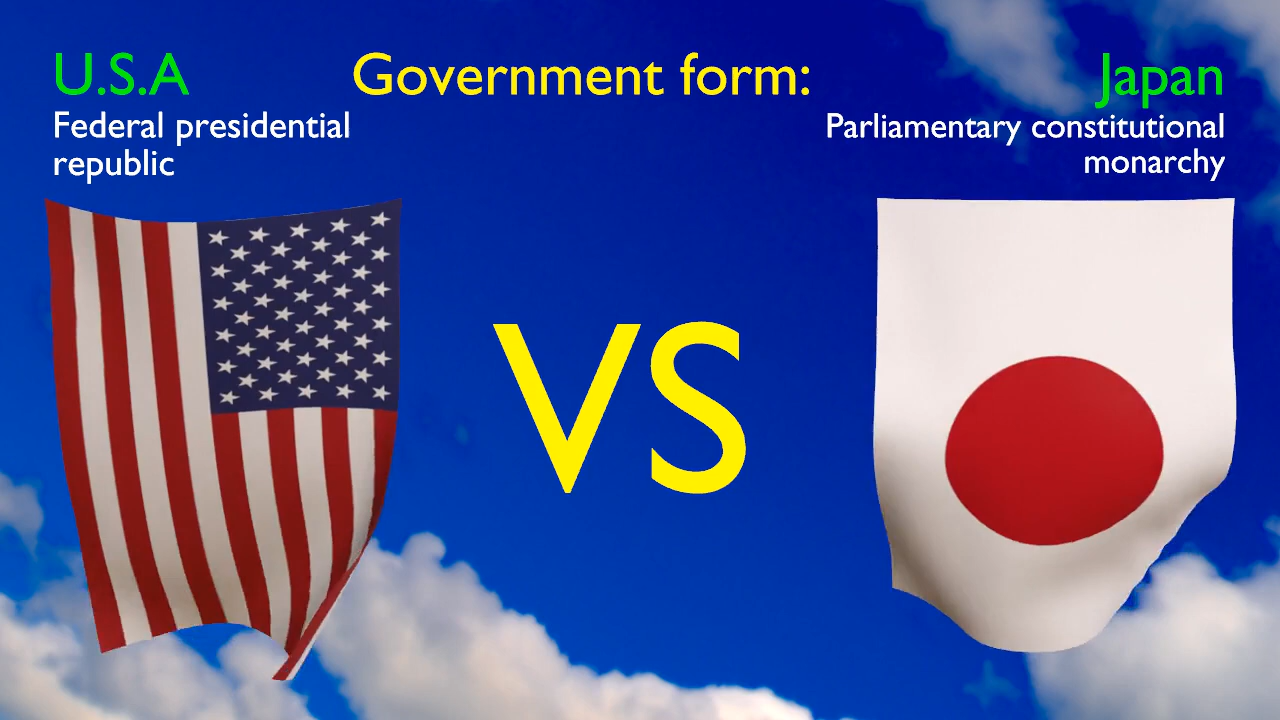 U.S.A
Government form:
Japan
Federal presidential
republic
Parliamentary constitutional
monarchy
VS